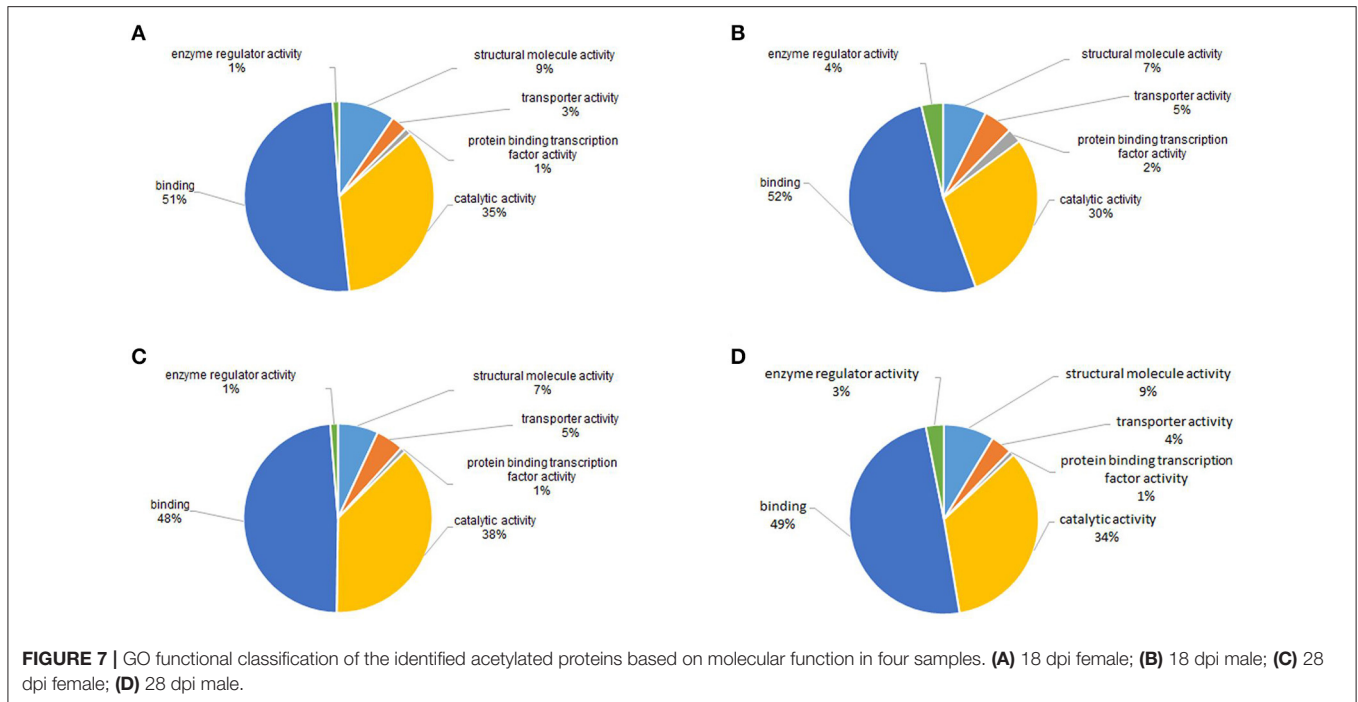 A
enzyme regulator activity
1%
structural molecule activity
9%
transporter activity
3%
protein binding transcription
factor activity
1%
binding
51%
catalytic activity
35%
B
enzyme regulator activity
4%
structural molecule activity
7%
transporter activity
5%
protein binding transcription
factor activity
2%
binding
52%
catalytic activity
30%
C
enzyme regulator activity
1%
structural molecule activity
7%
transporter activity
5%
protein binding transcription
factor activity
1%
binding
48%
catalytic activity
38%
D
enzyme regulator activity
3%
structural molecule activity
9%
transporter activity
4%
protein binding transcription
factor activity
1%
binding
49%
catalytic activity
34%
FIGURE 7 | GO functional classification of the identified acetylated proteins based on molecular function in four samples. (A) 18 dpi female; (B) 18 dpi male; (C) 28
dpi female; (D) 28 dpi male.